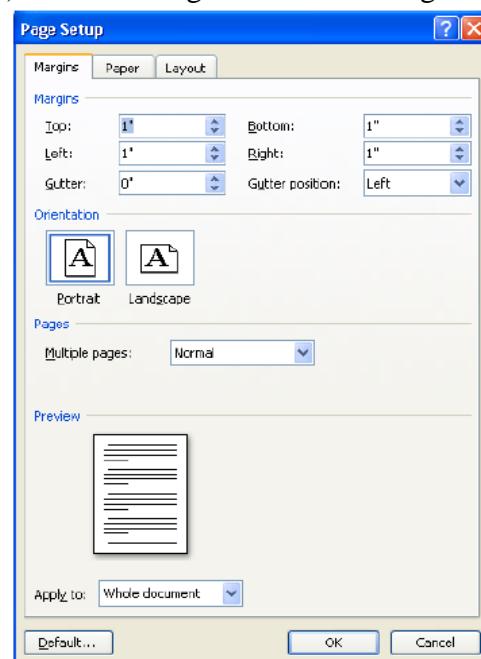 Page Setup
Margins Paper Layout
Margins
Top: 1" Bottom: 1"
Left: 1" Right: 1"
Gutter: 0" Gutter position: Left
Orientation
A A
Portrait Landscape
Pages
Multiple pages: Normal
Preview
Apply to: Whole document
Default... OK Cancel